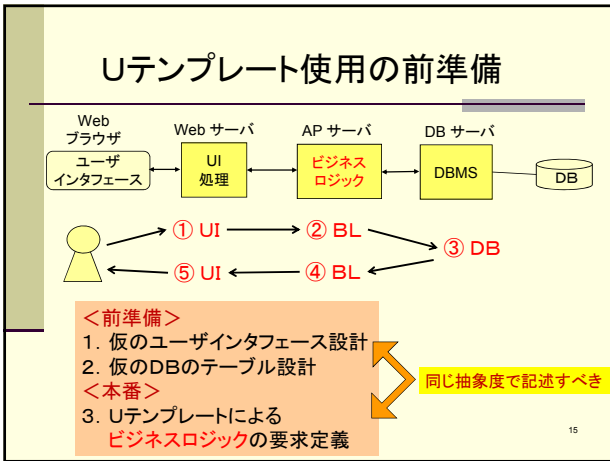 Uテンプレート使用の前準備
Web
ブラウザ
Web サーバ
AP サーバ
DB サーバ
ユーザ
インタフェース
UI
処理
ビジネス
ロジック
DBMS
DB
① UI
② BL
③ DB
⑤ UI
④ BL
＜前準備＞
1．仮のユーザインタフェース設計
2．仮のDBのテーブル設計
＜本番＞
3．Uテンプレートによる
ビジネスロジックの要求定義
同じ抽象度で記述すべき
15